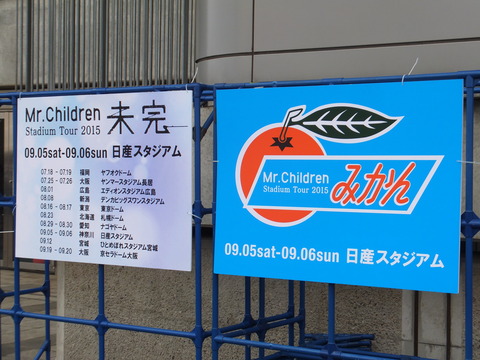 Mr.Children
Stadium Tour 2015 未完
09.05sat-09.06sun 日産スタジアム
07.18 - 07.19 福岡 ヤフオクドーム
07.25 - 07.26 大阪 ヤンマースタジアム長居
08.01 広島 エディオンスタジアム広島
08.08 新潟 デンカビッグスワンスタジアム
08.16 - 08.17 東京 東京ドーム
08.23 北海道 札幌ドーム
08.29 - 08.30 愛知 ナゴヤドーム
09.05 - 09.06 神奈川 日産スタジアム
09.12 宮城 ひとめぼれスタジアム宮城
09.19 - 09.20 大阪 京セラドーム大阪
Mr.Children
Stadium Tour 2015 みかん
09.05sat-09.06sun 日産スタジアム